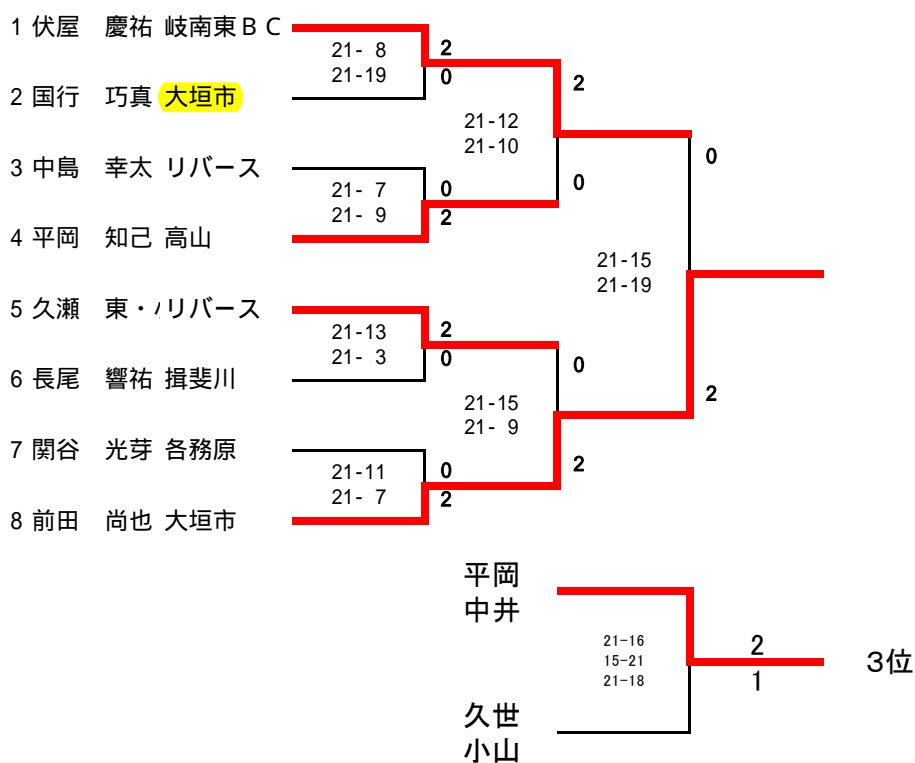 1 伏屋 慶祐 岐南東ＢＣ
21- 8
21-19
2
0
2 国行 巧真 大垣市
21-12
21-10
2
0
3 中島 幸太 リバース
21- 7
21- 9
0
2
4 平岡 知己 高山
21-15
21-19
0
2
5 久瀬 東・ リバース
21-13
21- 3
2
0
6 長尾 響祐 揖斐川
21-15
21- 9
0
2
7 関谷 光芽 各務原
21-11
21- 7
0
2
8 前田 尚也 大垣市
平岡
中井
21-16
15-21
21-18
2
1
３位
久世
小山